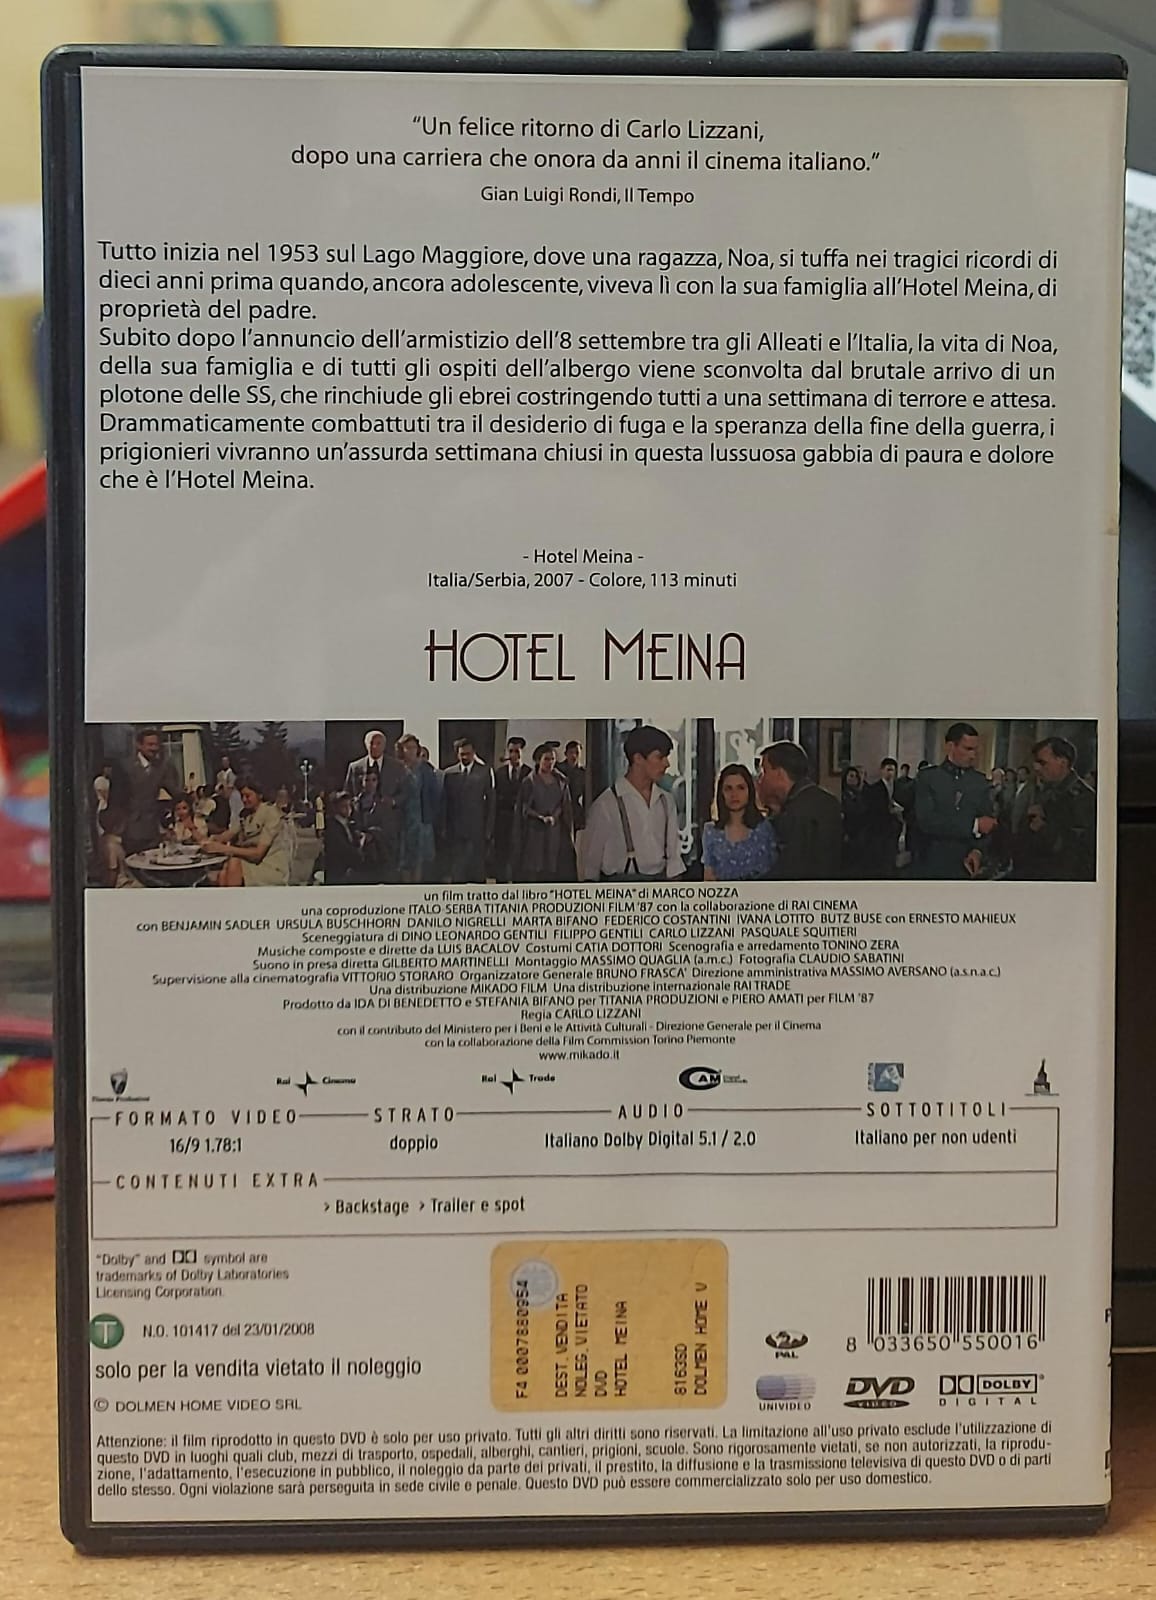 “Un felice ritorno di Carlo Lizzani,
dopo una carriera che onora da anni il cinema italiano.”
Gian Luigi Rondi, Il Tempo
Tutto inizia nel 1953 sul Lago Maggiore, dove una ragazza, Noa, si tuffa nei tragici ricordi di
dieci anni prima quando, ancora adolescente, viveva lì con la sua famiglia all’Hotel Meina, di
proprietà del padre.
Subito dopo l’annuncio dell’armistizio dell’8 settembre tra gli Alleati e l’Italia, la vita di Noa,
della sua famiglia e di tutti gli ospiti dell’albergo viene sconvolta dal brutale arrivo di un
plotone delle SS, che rinchiude gli ebrei costringendo tutti a una settimana di terrore e attesa.
Drammaticamente combattuti tra il desiderio di fuga e la speranza della fine della guerra, i
prigionieri vivranno un’assurda settimana chiusi in questa lussuosa gabbia di paura e dolore
che è l’Hotel Meina.
- Hotel Meina -
Italia/Serbia, 2007 - Colore, 113 minuti
HOTEL MEINA
un film tratto dal libro “HOTEL MEINA” di MARCO NOZZA
una coproduzione ITALO SERBA TITANIA PRODUZIONI FILM ’87 con la collaborazione di RAI CINEMA
con BENJAMIN SADLER URSULA BUSCHHORN DANILO NIGRELLI MARTA BIFANO FEDERICO COSTANTINI IVANA LOTITO BUTZ BUSE con ERNESTO MAHIEUX
Sceneggiatura di DINO LEONARDO GENTILI FILIPPO GENTILI CARLO LIZZANI PASQUALE SQUITIERI
Musiche composte e dirette da LUIS BACALOV Costumi CATIA DOTTORI Scenografia e arredamento TONINO ZERA
Suono in presa diretta GILBERTO MARTINELLI Montaggio MASSIMO QUAGLIA (a.m.c.) Fotografia CLAUDIO SABATINI
Supervisione alla cinematografia VITTORIO STORARO Organizzatore Generale BRUNO FRASCA’ Direzione amministrativa MASSIMO AVERSANO (a.s.n.a.c.)
Una distribuzione MIKADO FILM Una distribuzione internazionale RAI TRADE
Prodotto da IDA DI BENEDETTO e STEFANIA BIFANO per TITANIA PRODUZIONI e PIERO AMATI per FILM ’87
Regia CARLO LIZZANI
con il contributo del Ministero per i Beni e le Attività Culturali - Direzione Generale per il Cinema
con la collaborazione della Film Commission Torino Piemonte
www.mikado.it
Rai Cinema Rai Trade CAM
FORMATO VIDEO STRATO AUDIO SOTTOTITOLI
16/9 1.78:1 doppio Italiano Dolby Digital 5.1 / 2.0 Italiano per non udenti
CONTENUTI EXTRA
> Backstage > Trailer e spot
“Dolby” and symbol are
trademarks of Dolby Laboratories
Licensing Corporation.
T N.O. 101417 del 23/01/2008
solo per la vendita vietato il noleggio
© DOLMEN HOME VIDEO SRL
F4 0007880954
DEST.VENDITA
NOLEG.VIETATO
DVD
HOTEL MEINA
81635D
DOLMEN HOME V
2
PAL
UNIVIDEO
8 033650 550016
DVD
VIDEO
DOLBY
DIGITAL
Attenzione: il film riprodotto in questo DVD è solo per uso privato. Tutti gli altri diritti sono riservati. La limitazione all’uso privato esclude l’utilizzazione di
questo DVD in luoghi quali club, mezzi di trasporto, ospedali, alberghi, cantieri, prigioni, scuole. Sono rigorosamente vietati, se non autorizzati, la riprodu-
zione, l’adattamento, l’esecuzione in pubblico, il noleggio da parte dei privati, il prestito, la diffusione e la trasmissione televisiva di questo DVD o di parti
dello stesso. Ogni violazione sarà perseguita in sede civile e penale. Questo DVD può essere commercializzato solo per uso domestico.